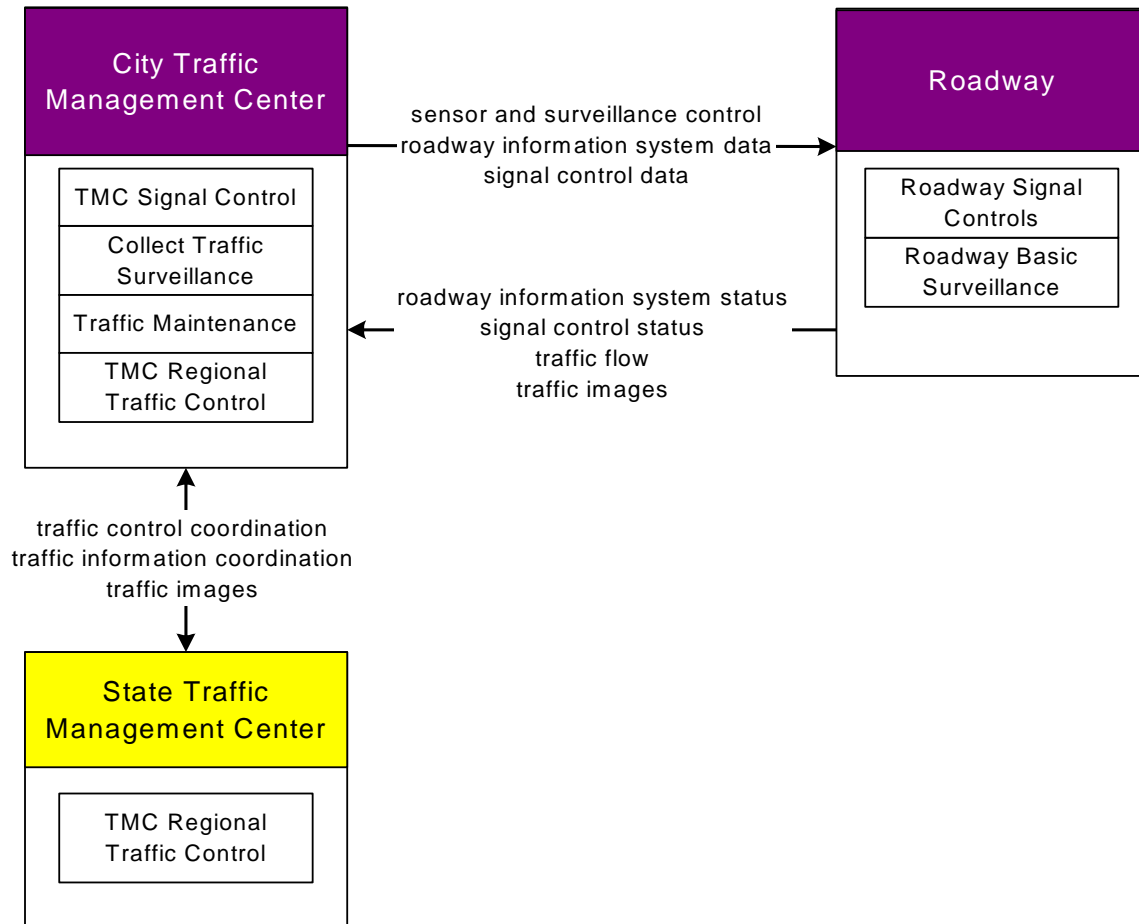 City Traffic
Management Center
TMC Signal Control
Collect Traffic
Surveillance
Traffic Maintenance
TMC Regional
Traffic Control
sensor and surveillance control
roadway information system data
signal control data
roadway information system status
signal control status
traffic flow
traffic images
Roadway
Roadway Signal
Controls
Roadway Basic
Surveillance
traffic control coordination
traffic information coordination
traffic images
State Traffic
Management Center
TMC Regional
Traffic Control